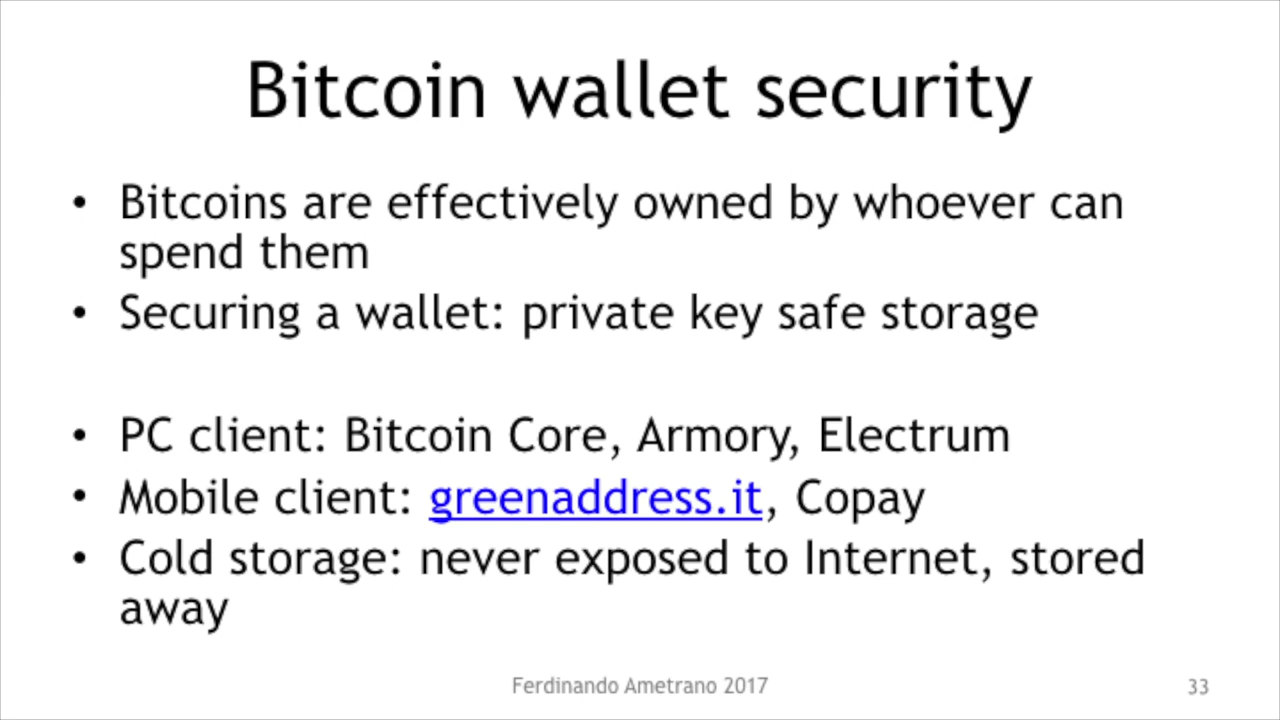 Bitcoin wallet security
• Bitcoins are effectively owned by whoever can
spend them
• Securing a wallet: private key safe storage
• PC client: Bitcoin Core, Armory, Electrum
• Mobile client: greenaddress.it, Copay
• Cold storage: never exposed to Internet, stored
away
Ferdinando Ametrano 2017
33